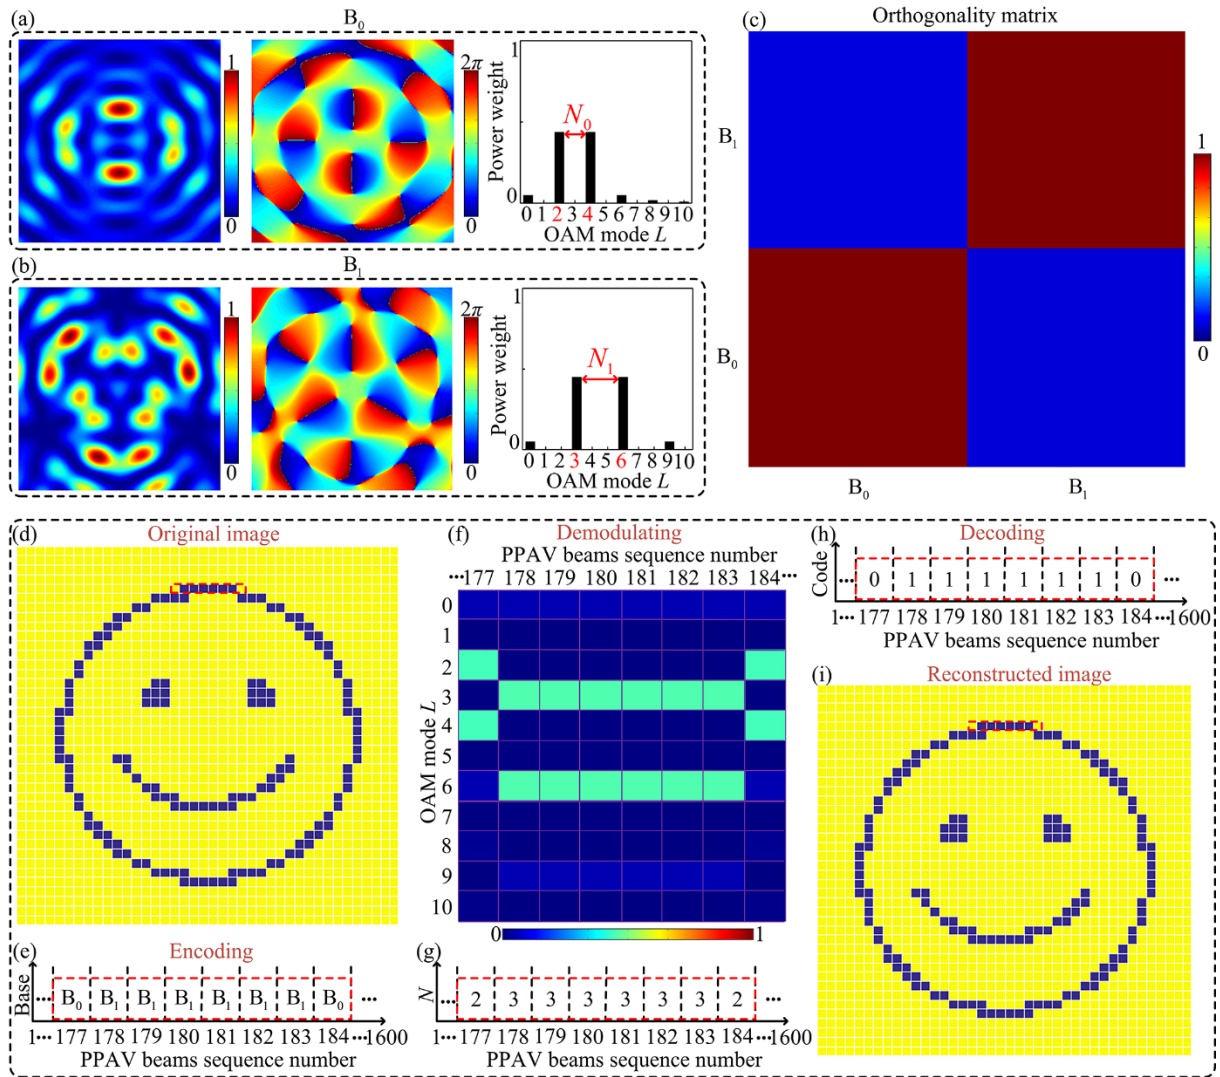 (a)
B0
1
0
2π
0
Power weight
1
0
N0
0 1 2 3 4 5 6 7 8 9 10
OAM mode L
(b)
B1
1
0
2π
0
Power weight
1
0
N1
0 1 2 3 4 5 6 7 8 9 10
OAM mode L
(c)
Orthogonality matrix
B1
B0
B0
B1
1
0
(d)
Original image
(e)
Encoding
Base
··· B0 B1 B1 B1 B1 B1 B1 B0 ···
1··· 177 178 179 180 181 182 183 184 ···1600
PPAV beams sequence number
(f)
Demodulating
PPAV beams sequence number
···177 178 179 180 181 182 183 184···
OAM mode L
0
1
2
3
4
5
6
7
8
9
10
0
1
(g)
N
··· 2 3 3 3 3 3 3 2 ···
1··· 177 178 179 180 181 182 183 184 ···1600
PPAV beams sequence number
(h)
Decoding
Code
··· 0 1 1 1 1 1 1 0 ···
1··· 177 178 179 180 181 182 183 184 ···1600
PPAV beams sequence number
(i)
Reconstructed image